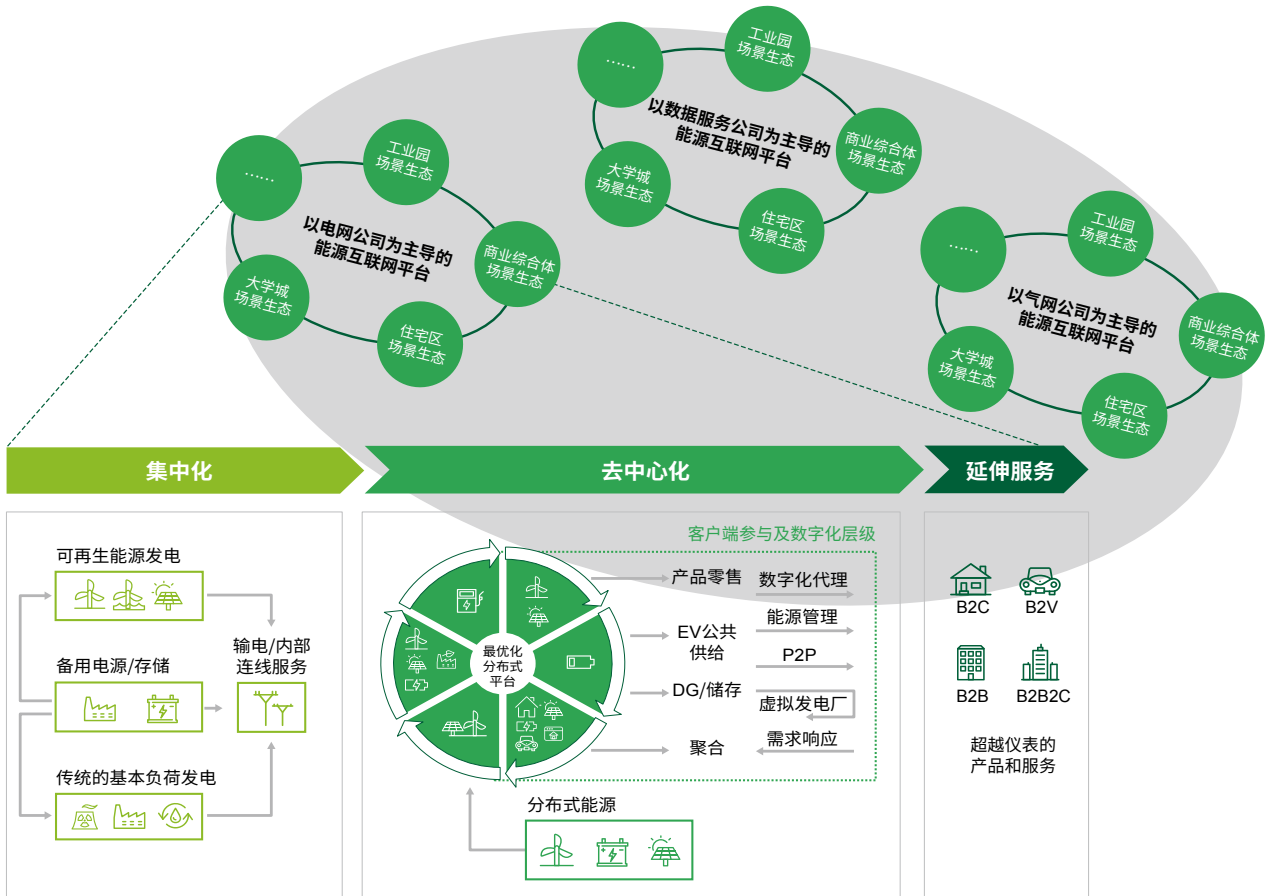 ……
工业园
场景生态
以数据服务公司为主导的
能源互联网平台
商业综合体
场景生态
大学城
场景生态
住宅区
场景生态
……
工业园
场景生态
以电网公司为主导的
能源互联网平台
商业综合体
场景生态
大学城
场景生态
住宅区
场景生态
……
工业园
场景生态
以气网公司为主导的
能源互联网平台
商业综合体
场景生态
大学城
场景生态
住宅区
场景生态
集中化
去中心化
延伸服务
可再生能源发电
备用电源/存储
传统的基本负荷发电
输电/内部
连线服务
客户端参与及数字化层级
最优化
分布式
平台
产品零售
EV公共
供给
DG/储存
聚合
数字化代理
能源管理
P2P
虚拟发电厂
需求响应
分布式能源
B2C
B2V
B2B
B2B2C
超越仪表的
产品和服务